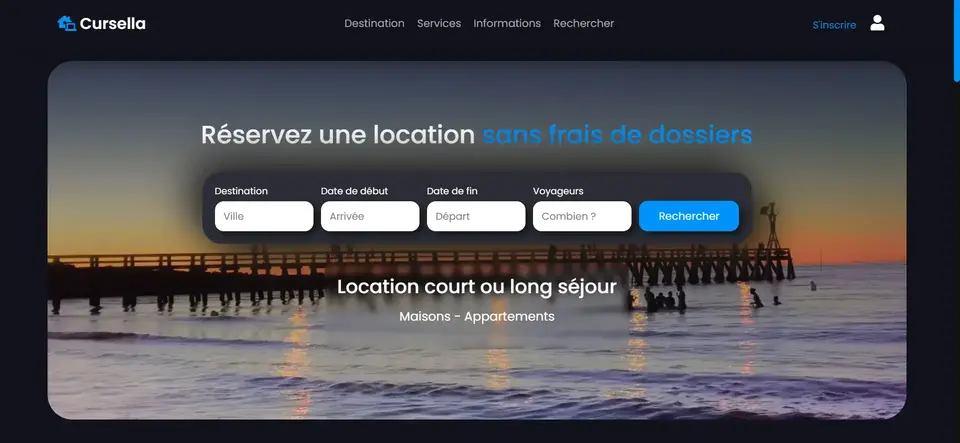 Cursella
Destination Services Informations Rechercher
S'inscrire
Réservez une location sans frais de dossiers
Destination Date de début Date de fin Voyageurs
Ville Arrivée Départ Combien ? Rechercher
Location court ou long séjour
Maisons - Appartements